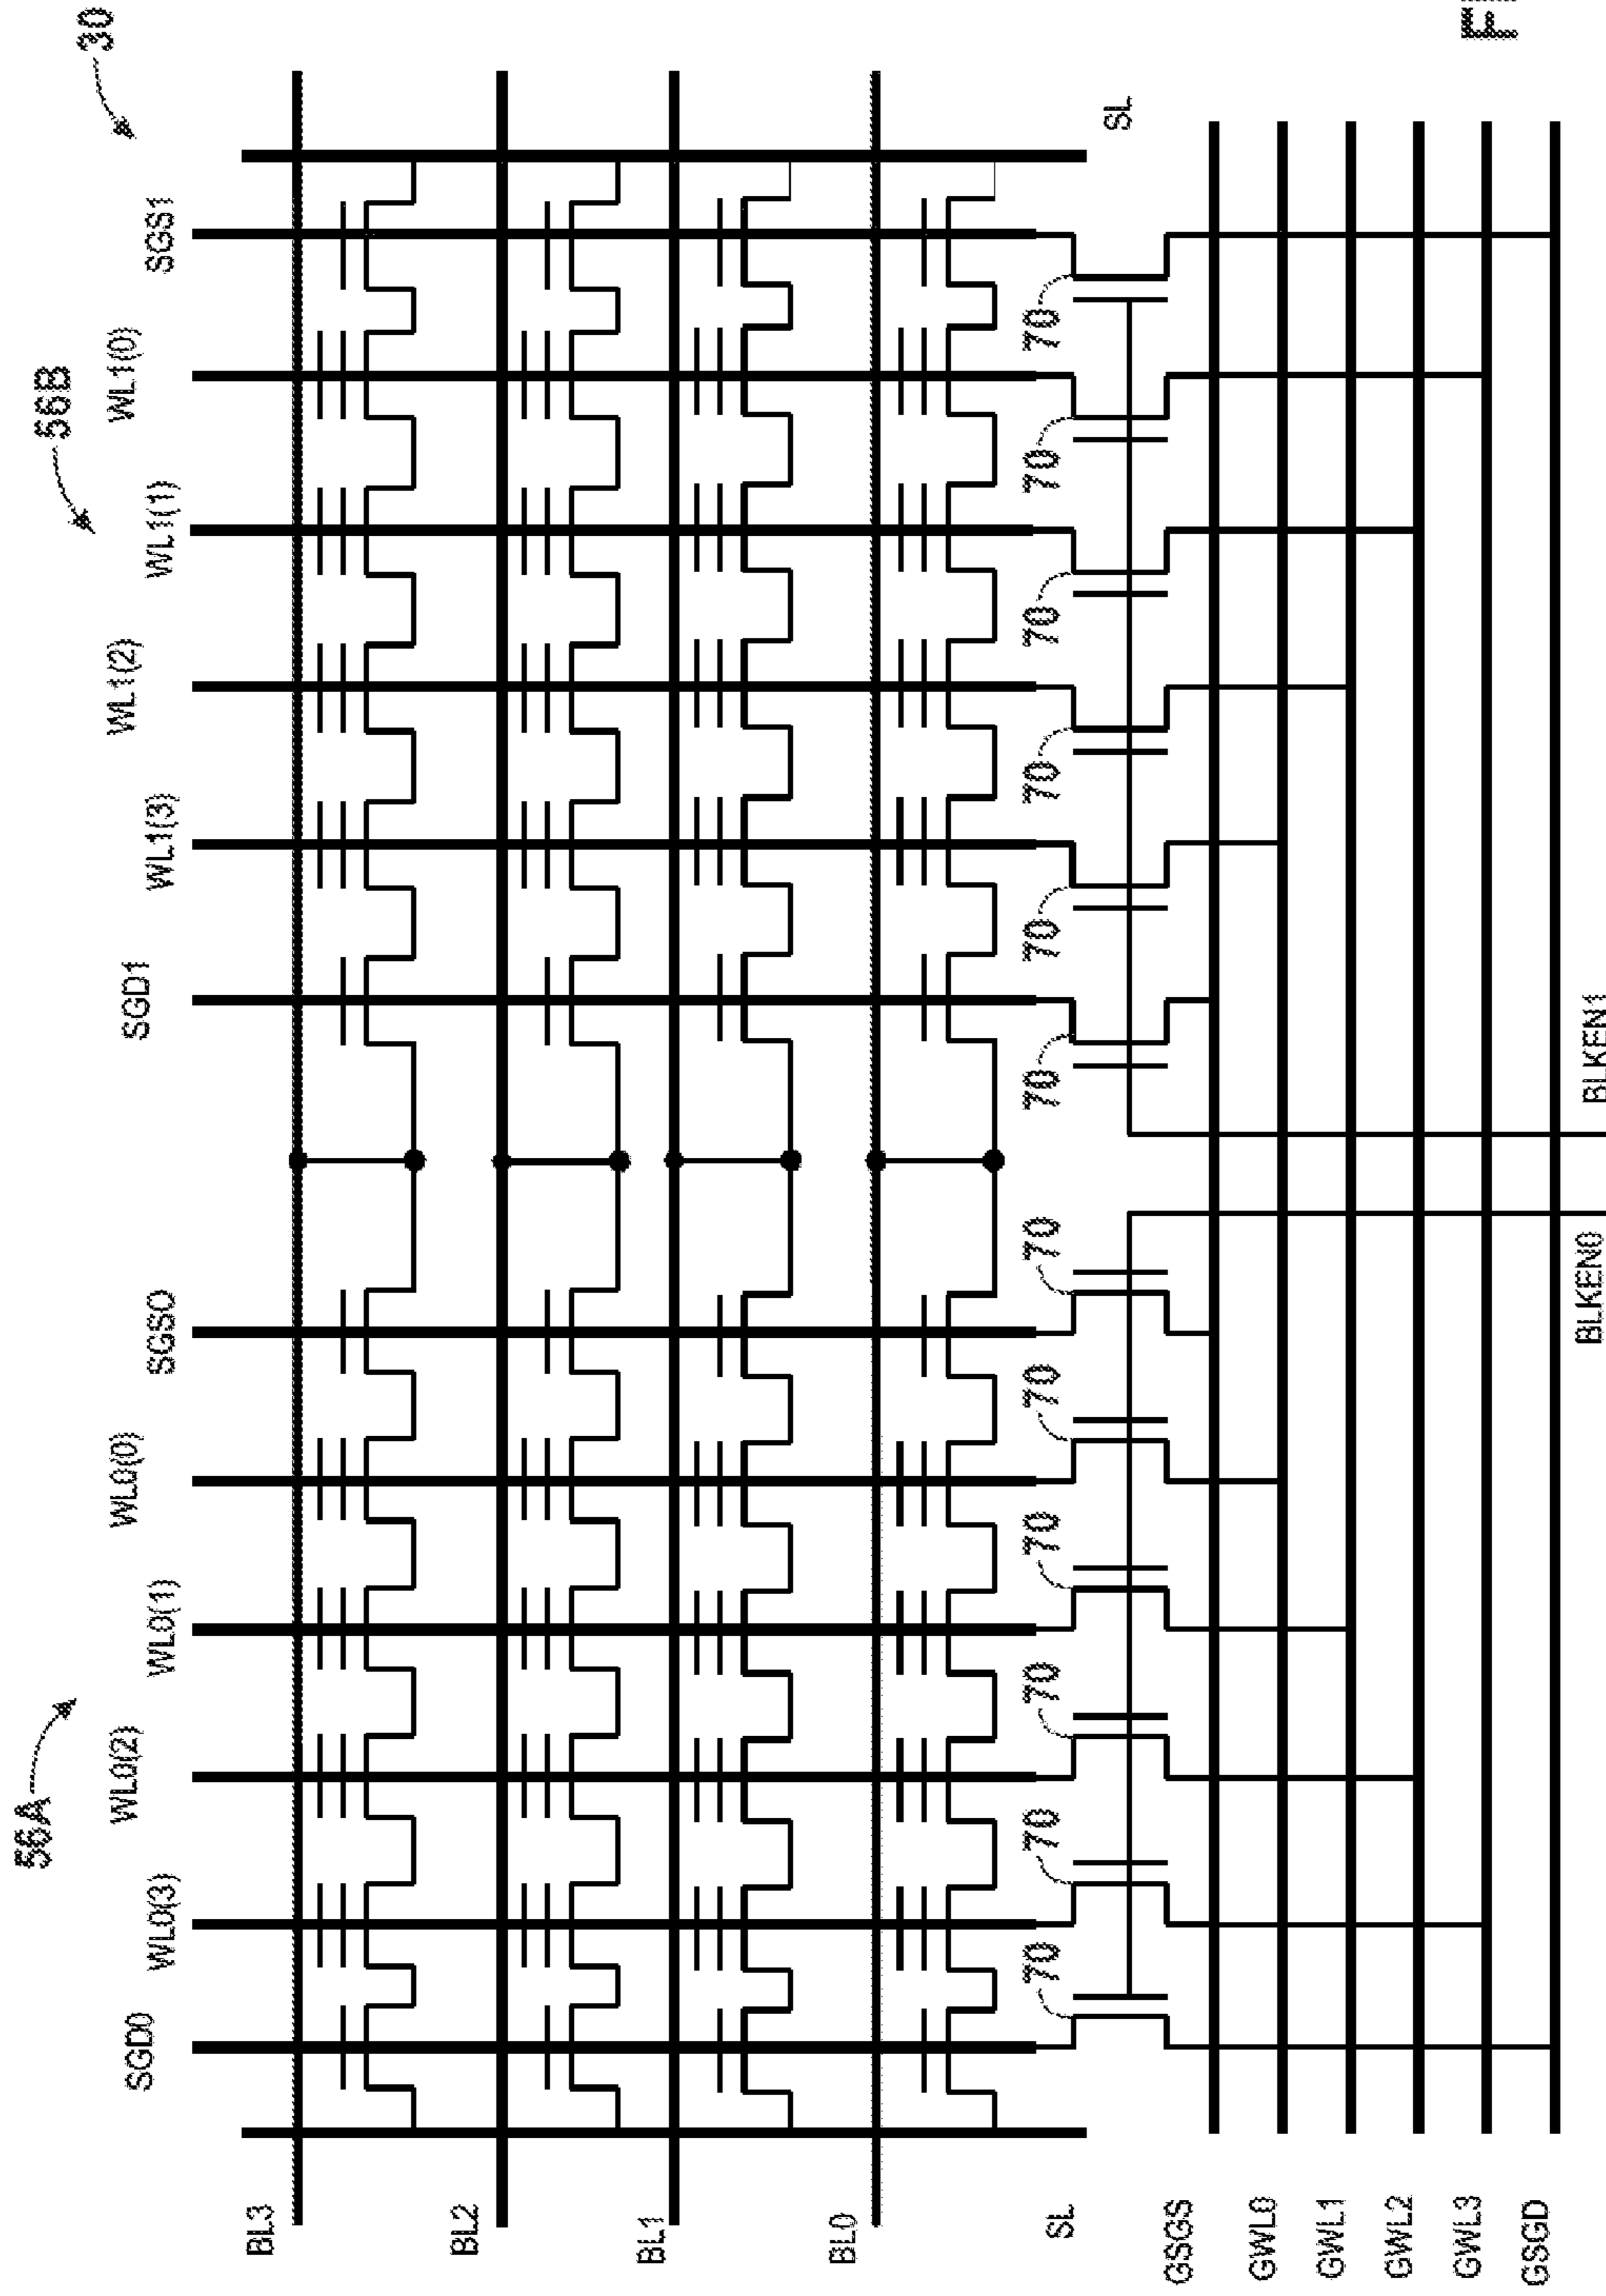 30
56B
56A
SGS1
WL1(0)
WL1(1)
WL1(2)
WL1(3)
SGD1
SGSO
WL0(0)
WL0(1)
WL0(2)
WL0(3)
SGD0
BL3
BL2
BL1
BL0
SL
SL
70
70
70
70
70
70
70
70
70
70
70
70
GSGS
GWL0
GWL1
GWL2
GWL3
GSGD
BLKEN1
BLKEN0